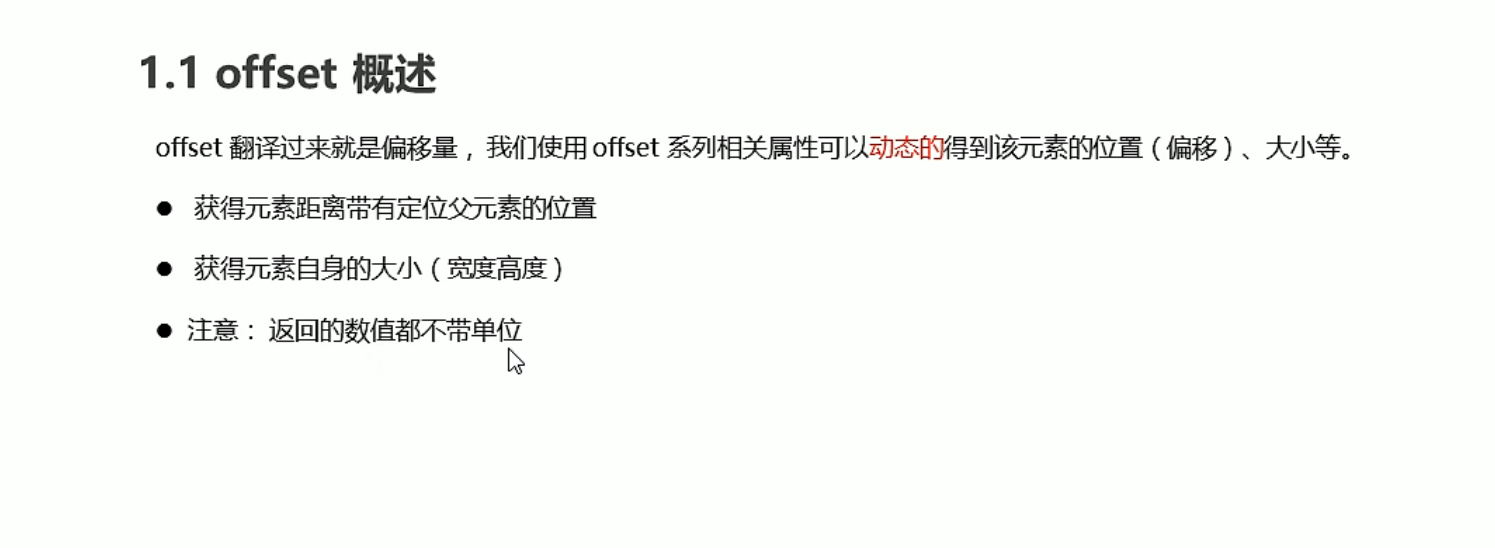 1.1 offset 概述
offset 翻译过来就是偏移量， 我们使用 offset 系列相关属性可以动态的得到该元素的位置（偏移）、大小等。
● 获得元素距离带有定位父元素的位置
● 获得元素自身的大小（宽度高度）
● 注意： 返回的数值都不带单位